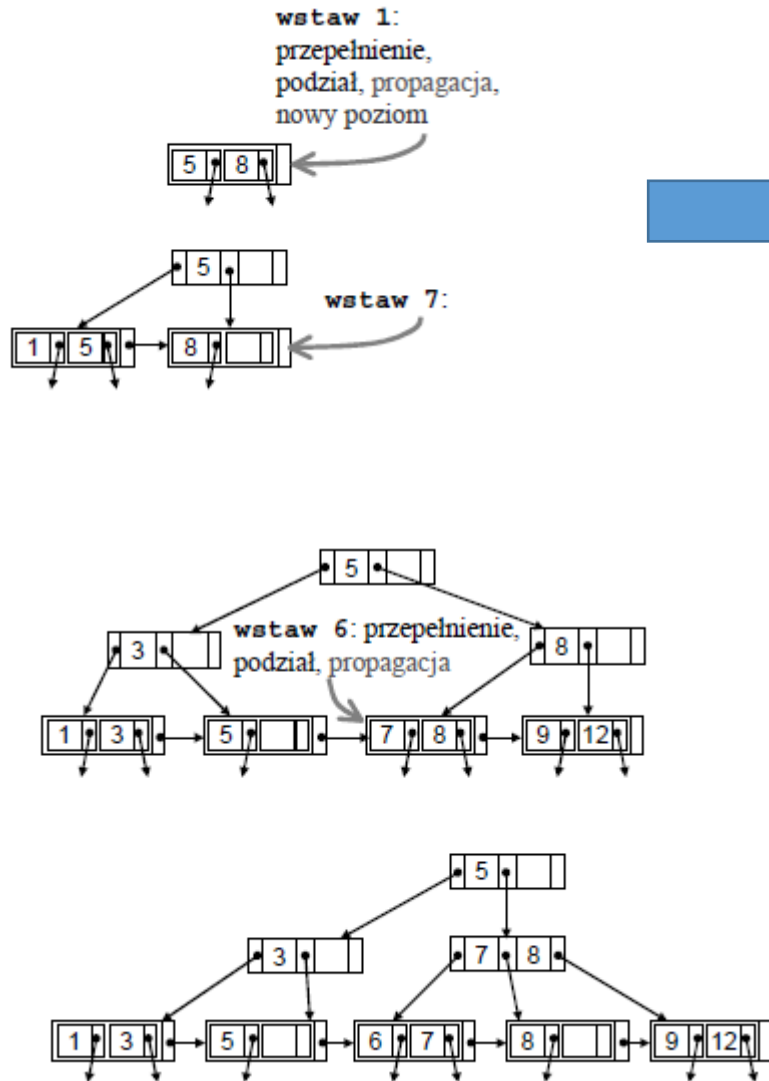 wstaw 1:
przepełnienie,
podział, propagacja,
nowy poziom
5 8
5
wstaw 7:
1 5 8
5
3
wstaw 6: przepełnienie,
podział, propagacja
8
1 3 5 7 8 9 12
5
3 7 8
1 3 5 6 7 8 9 12